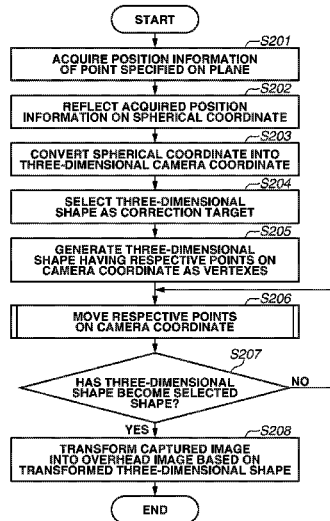 START
S201
ACQUIRE POSITION INFORMATION
OF POINT SPECIFIED ON PLANE
S202
REFLECT ACQUIRED POSITION
INFORMATION ON SPHERICAL COORDINATE
S203
CONVERT SPHERICAL COORDINATE INTO
THREE-DIMENSIONAL CAMERA COORDINATE
S204
SELECT THREE-DIMENSIONAL
SHAPE AS CORRECTION TARGET
S205
GENERATE THREE-DIMENSIONAL
SHAPE HAVING RESPECTIVE POINTS ON
CAMERA COORDINATE AS VERTEXES
S206
MOVE RESPECTIVE POINTS
ON CAMERA COORDINATE
S207
HAS THREE-DIMENSIONAL
SHAPE BECOME SELECTED
SHAPE?
NO
YES
S208
TRANSFORM CAPTURED IMAGE
INTO OVERHEAD IMAGE BASED ON
TRANSFORMED THREE-DIMENSIONAL SHAPE
END